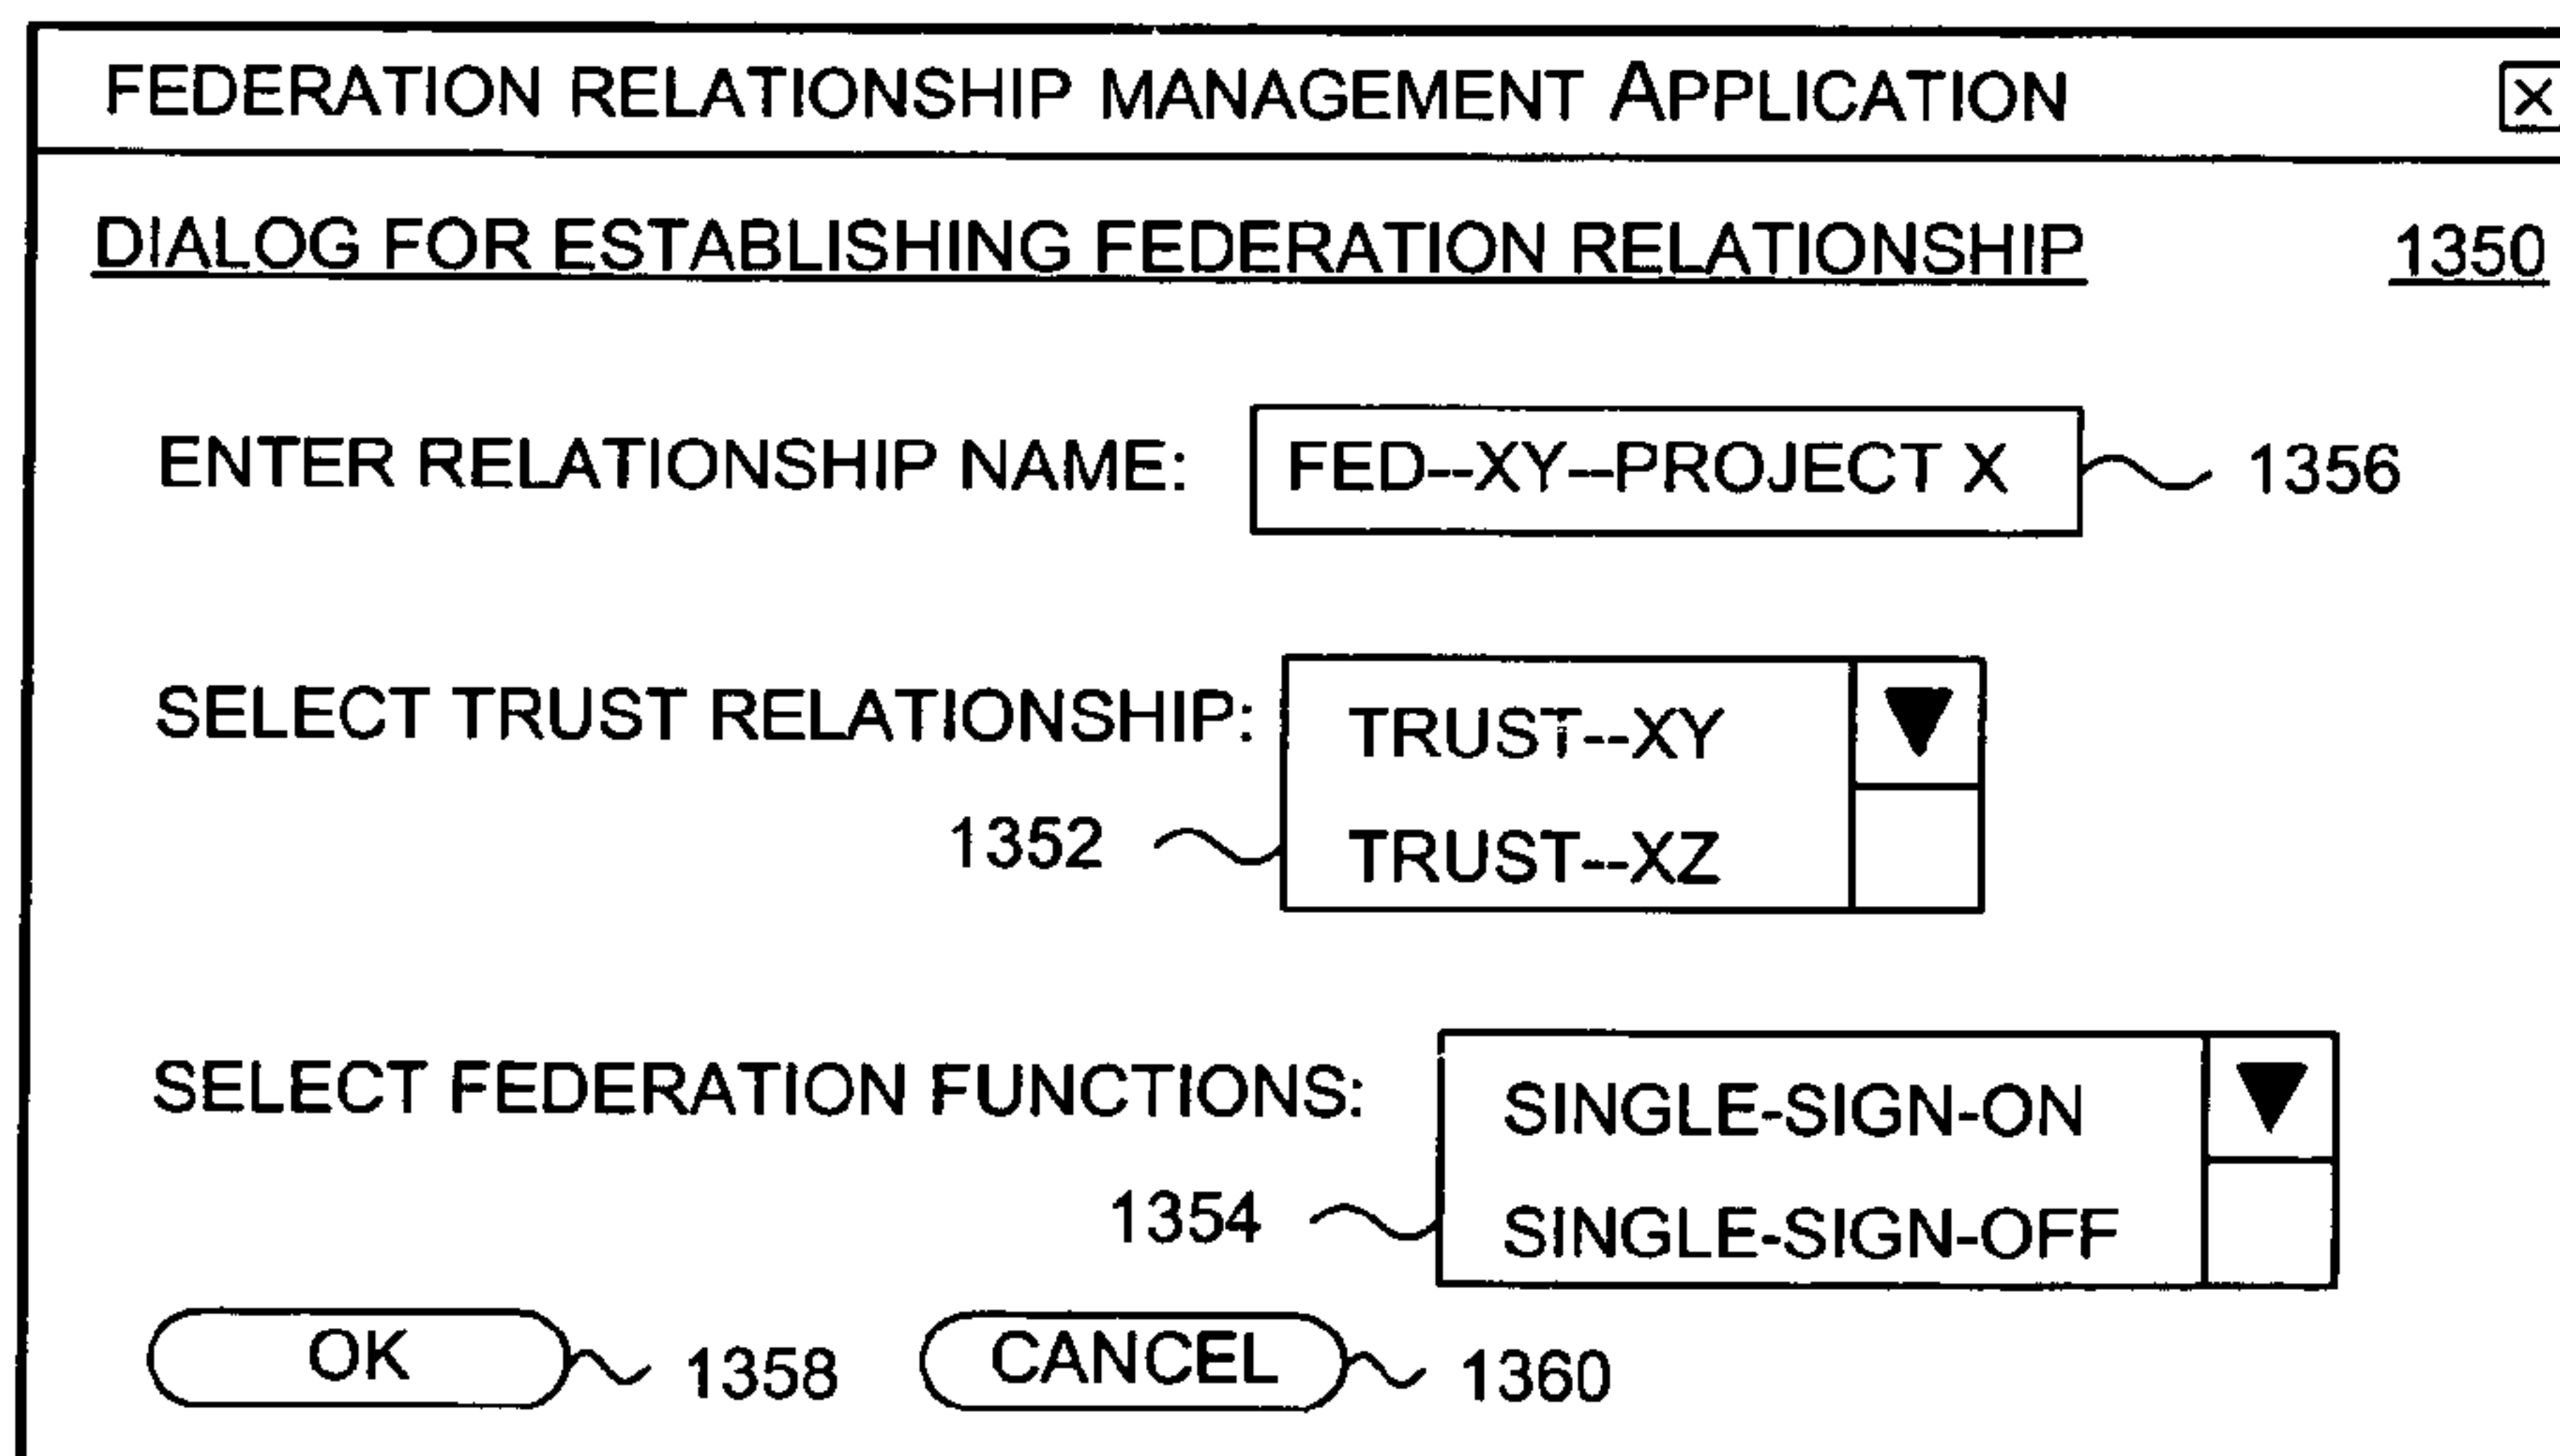 FEDERATION RELATIONSHIP MANAGEMENT APPLICATION X
DIALOG FOR ESTABLISHING FEDERATION RELATIONSHIP 1350
ENTER RELATIONSHIP NAME: FED--XY--PROJECT X 1356
SELECT TRUST RELATIONSHIP: TRUST--XY
1352 TRUST--XZ
SELECT FEDERATION FUNCTIONS: SINGLE-SIGN-ON
1354 SINGLE-SIGN-OFF
OK 1358 CANCEL 1360